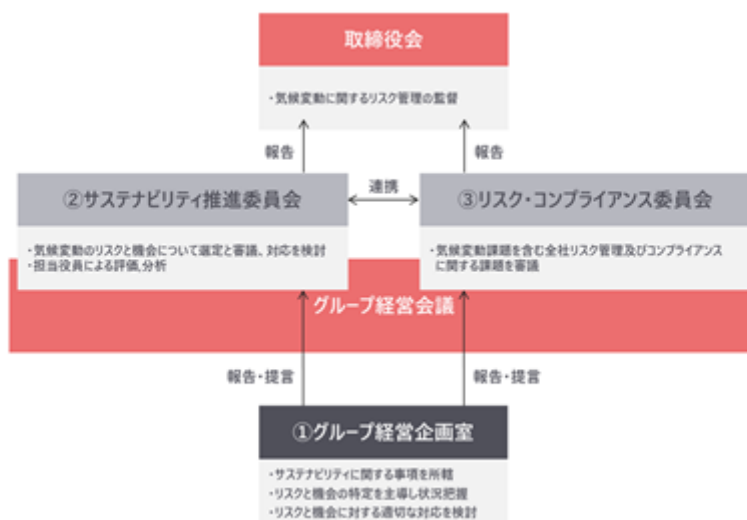 取締役会
・気候変動に関するリスク管理の監督
報告
報告
②サステナビリティ推進委員会
連携
③リスク・コンプライアンス委員会
・気候変動のリスクと機会について選定と審議、対応を検討
・担当役員による評価,分析
・気候変動課題を含む全社リスク管理及びコンプライアンス
に関する課題を審議
グループ経営会議
報告・提言
報告・提言
①グループ経営企画室
・サステナビリティに関する事項を所轄
・リスクと機会の特定を主導し状況把握
・リスクと機会に対する適切な対応を検討